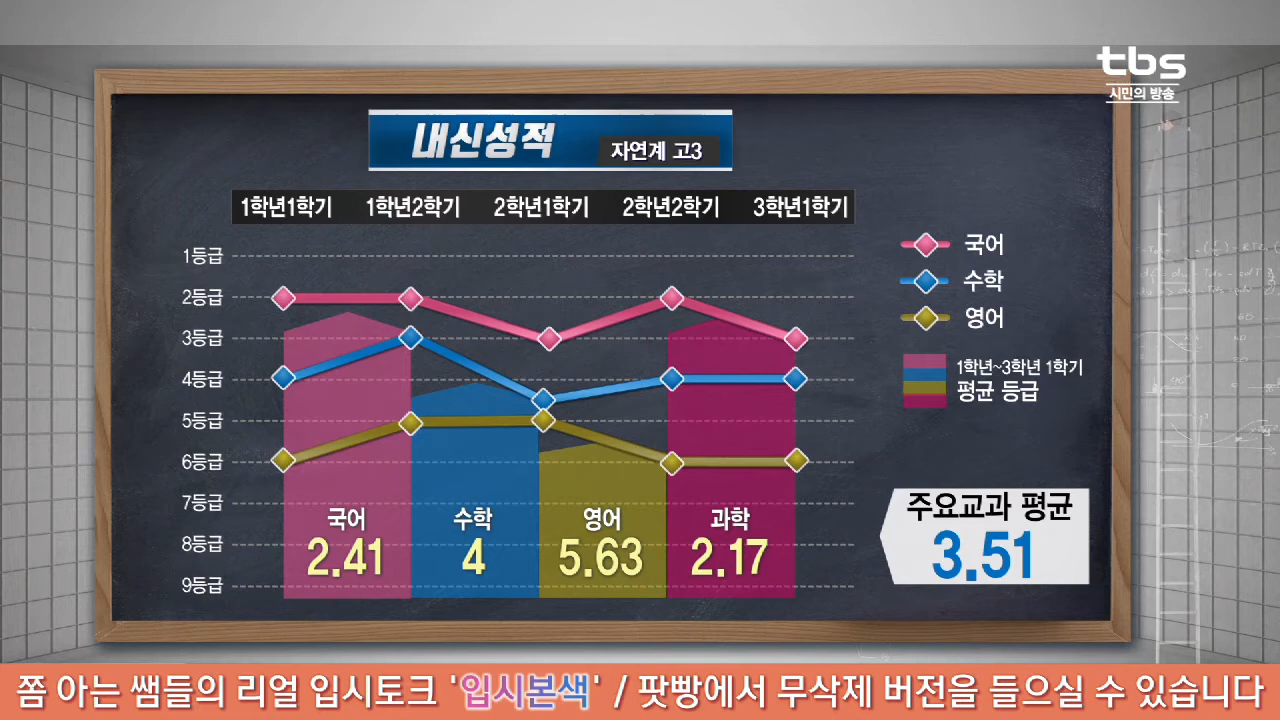 tbs
시민의 방송
내신성적 자연계 고3
1학년1학기 1학년2학기 2학년1학기 2학년2학기 3학년1학기
1등급
2등급
3등급
4등급
5등급
6등급
7등급
8등급
9등급
국어
수학
영어
1학년~3학년 1학기
평균 등급
국어 수학 영어 과학
2.41 4 5.63 2.17
주요교과 평균
3.51
쫌 아는 쌤들의 리얼 입시토크 '입시본색' / 팟빵에서 무삭제 버전을 들으실 수 있습니다